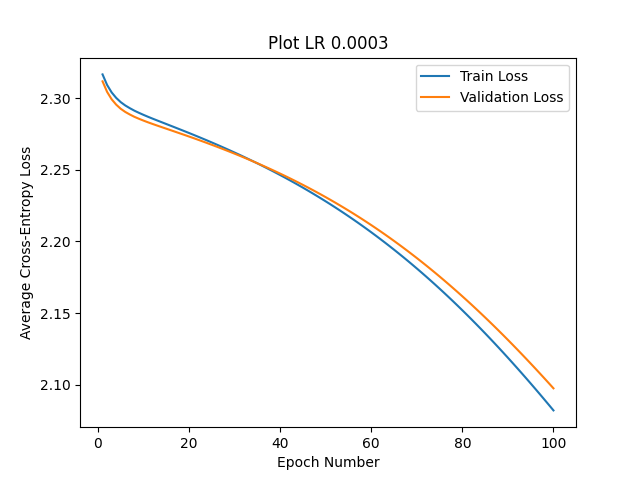 Plot LR 0.0003
Train Loss
Validation Loss
2.30
2.25
2.20
2.15
2.10
Average Cross-Entropy Loss
0 20 40 60 80 100
Epoch Number